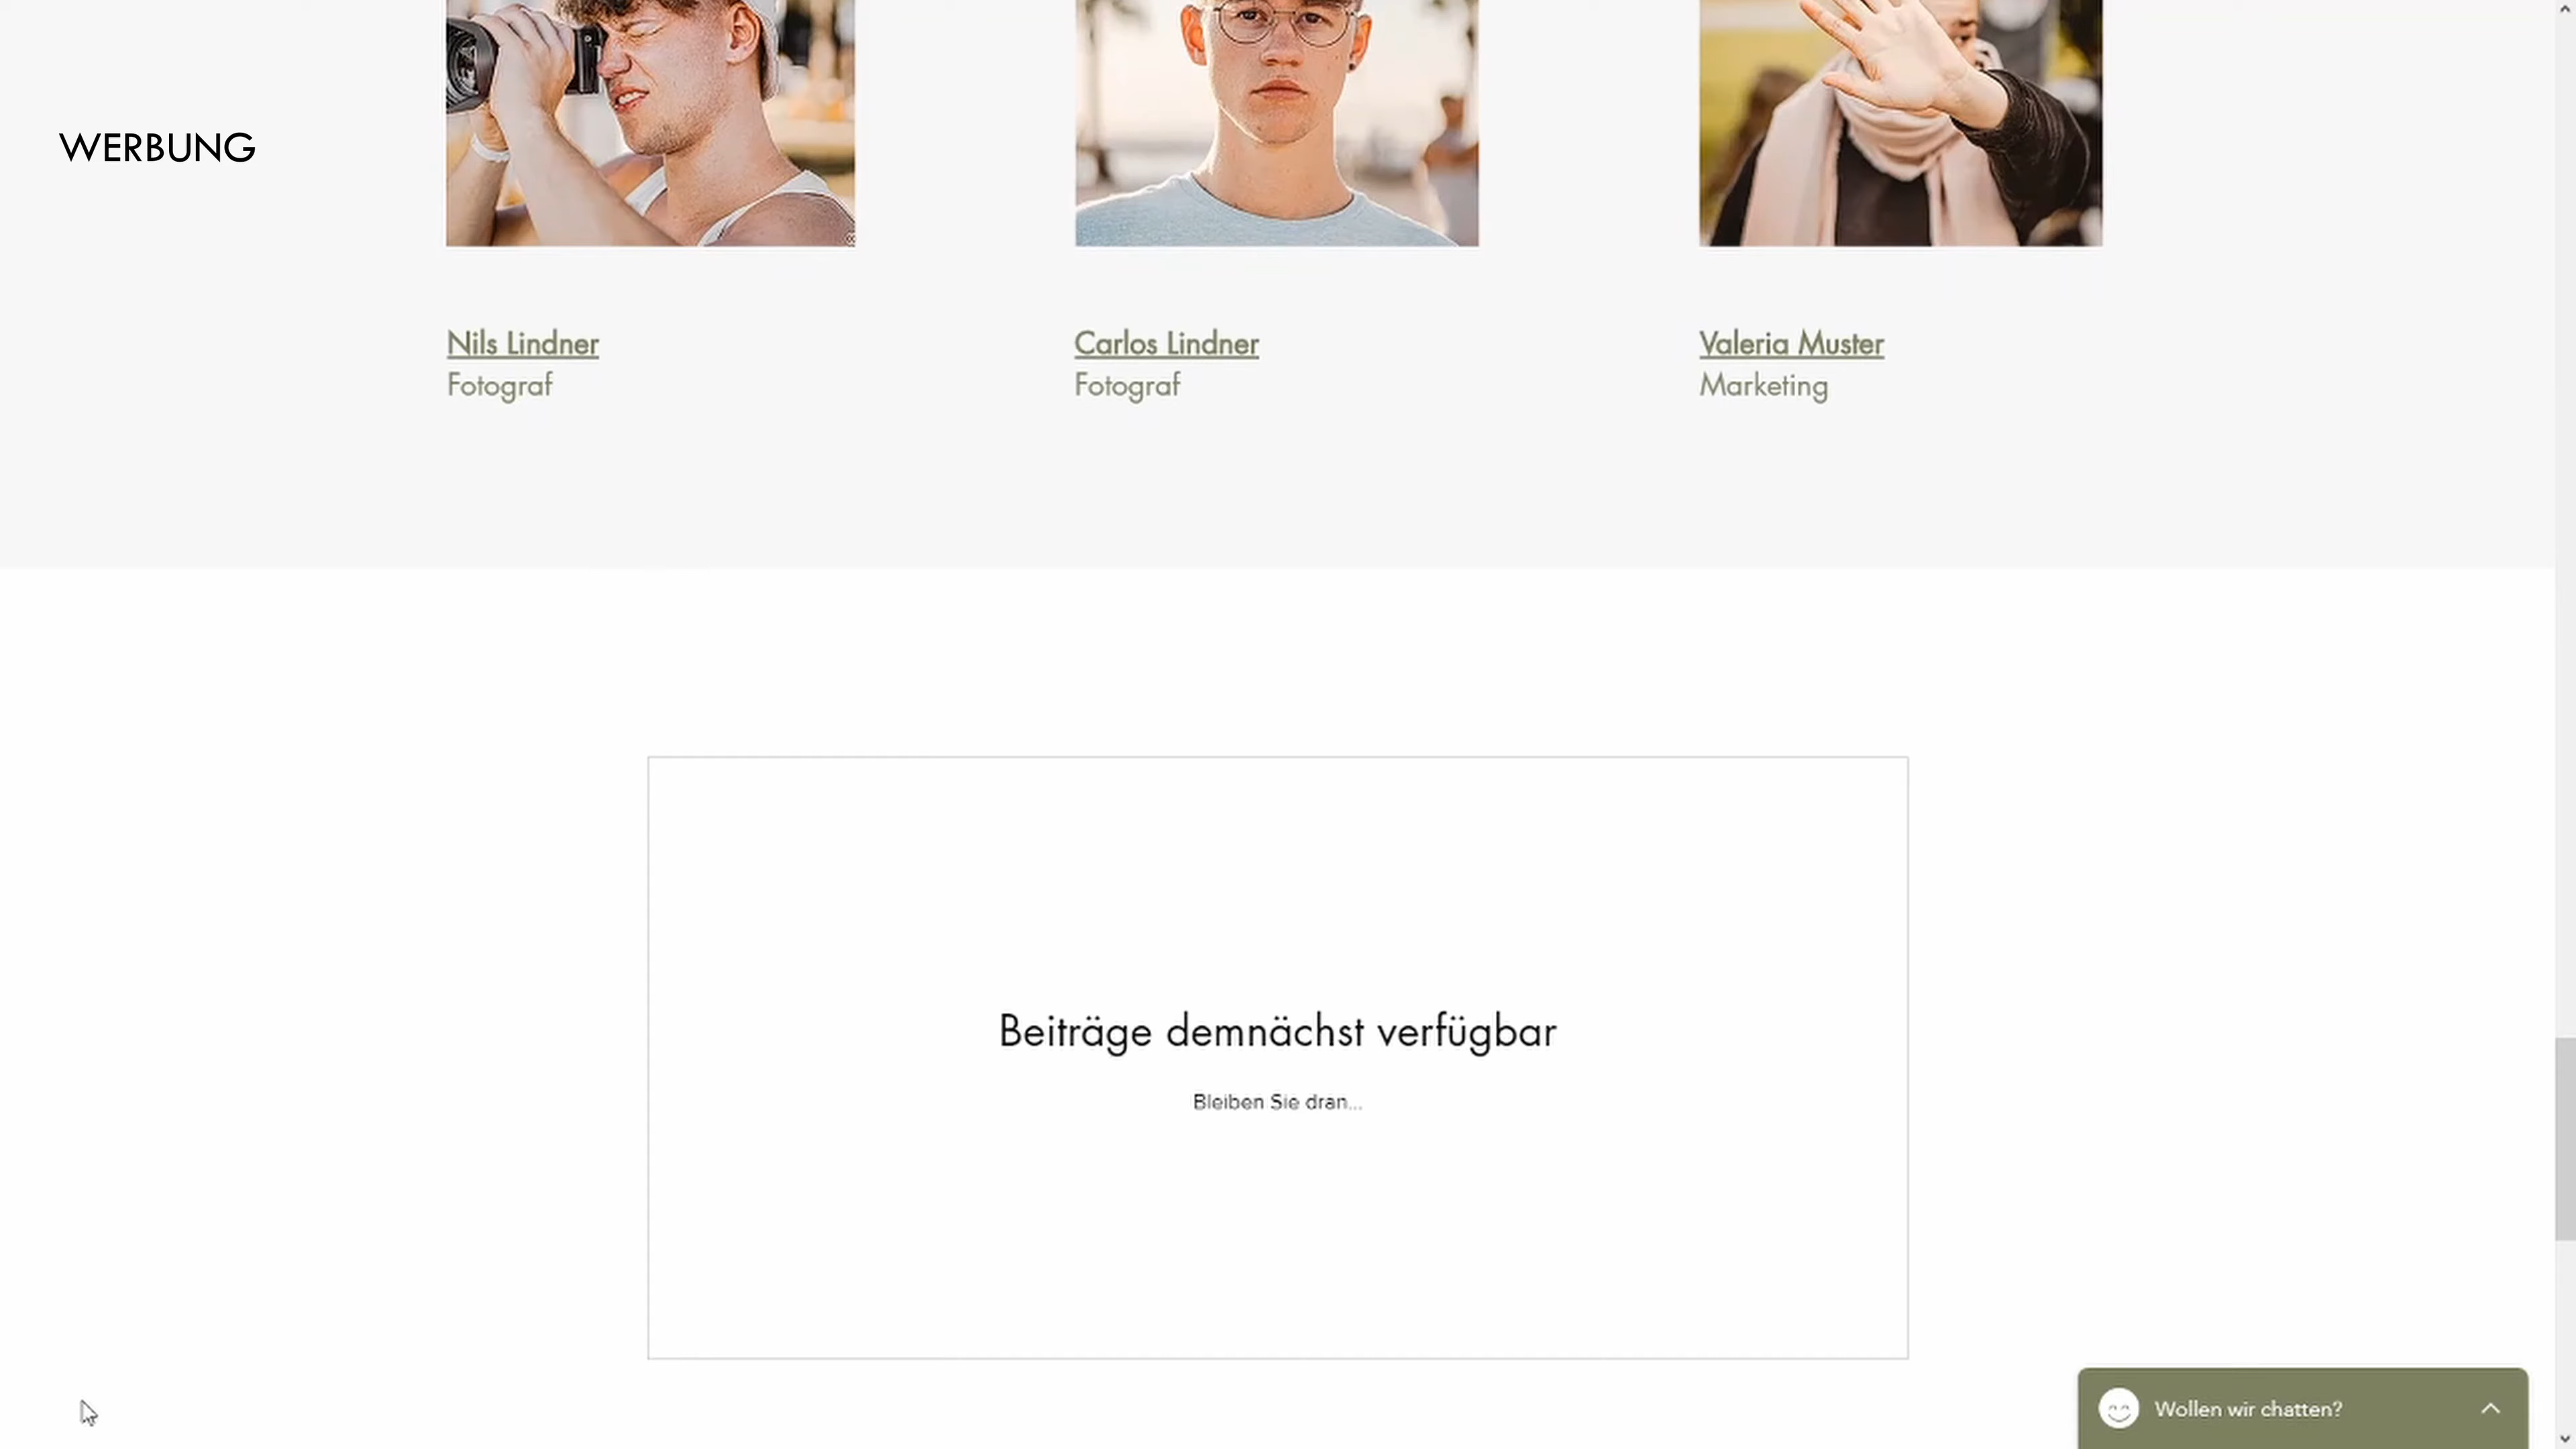 WERBUNG
Nils Lindner
Fotograf
Carlos Lindner
Fotograf
Valeria Muster
Marketing
Beiträge demnächst verfügbar
Bleiben Sie dran...
Wollen wir chatten?